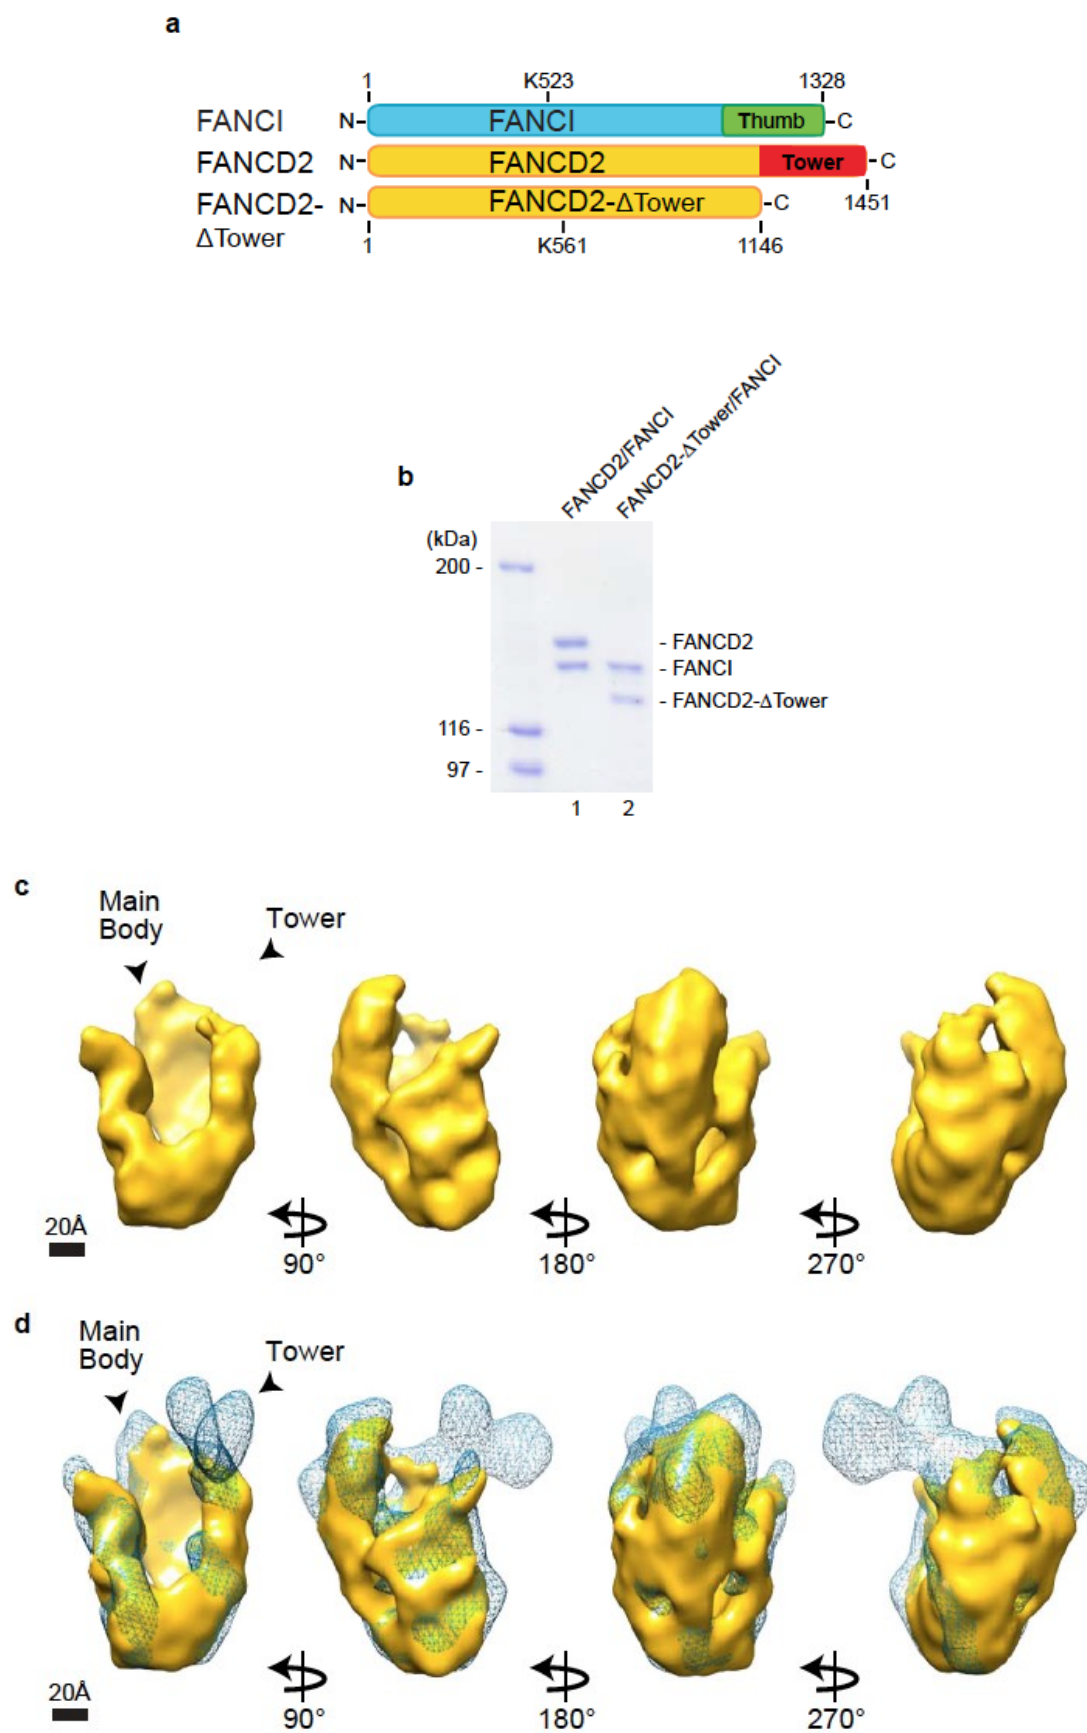 a
1 K523 1328
FANCI N- FANCI Thumb -C
FANCD2 N- FANCD2 Tower -C
FANCD2- N- FANCD2-ΔTower -C 1451
ΔTower 1 K561 1146
b
FANCD2/FANCI
FANCD2-ΔTower/FANCI
(kDa)
200 -
- FANCD2
- FANCI
- FANCD2-ΔTower
116 -
97 -
1 2
c
Main
Body
Tower
20Å
90° 180° 270°
d
Main
Body
Tower
20Å
90° 180° 270°